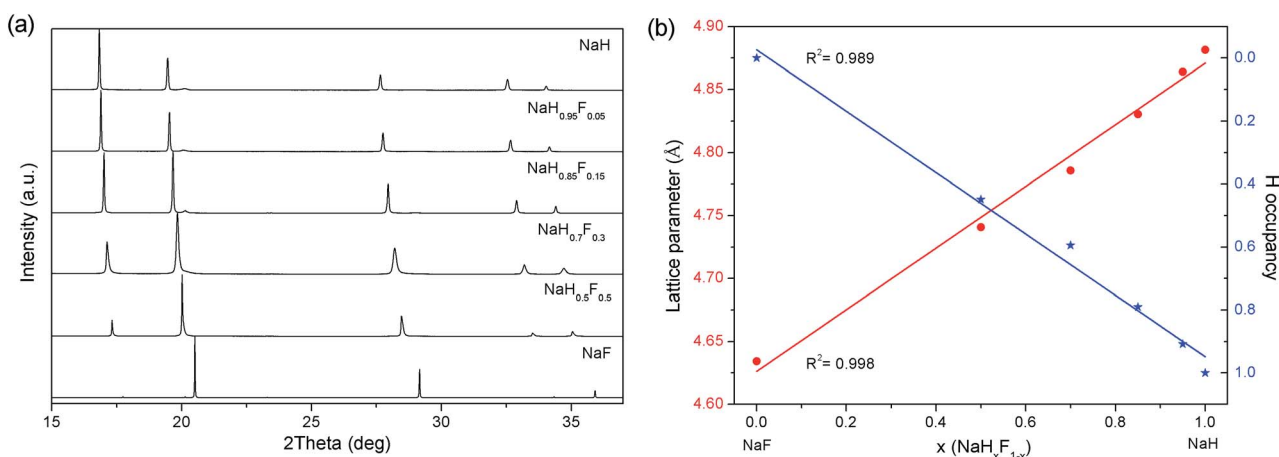 (a)
NaH
NaH0.95F0.05
NaH0.85F0.15
NaH0.7F0.3
NaH0.5F0.5
NaF
Intensity (a.u.)
15 20 25 30 35
2Theta (deg)
(b)
4.90
4.85
4.80
4.75
4.70
4.65
4.60
Lattice parameter (Å)
R²= 0.989
R²= 0.998
0.0
0.2
0.4
0.6
0.8
1.0
H occupancy
0.0 0.2 0.4 0.6 0.8 1.0
NaF x (NaHxF1-x) NaH